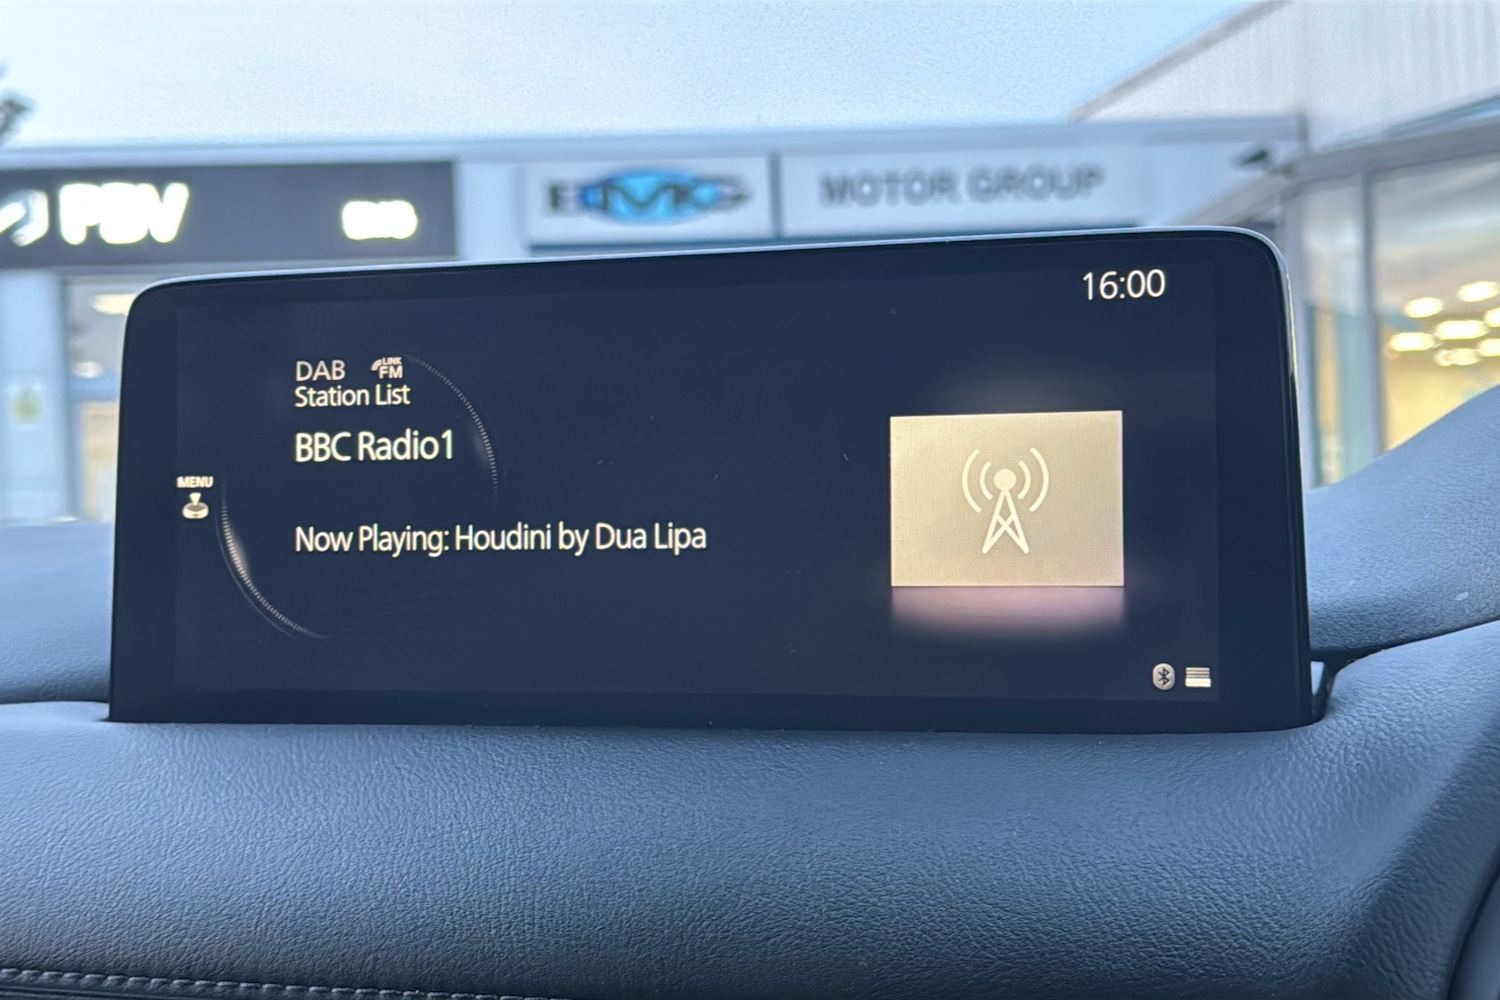 PBV
EMG
MOTOR GROUP
16:00
DAB
LINK
FM
Station List
BBC Radio1
MENU
Now Playing: Houdini by Dua Lipa